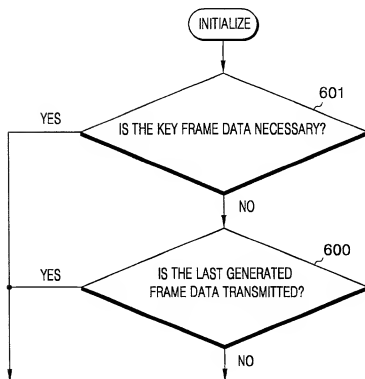 INITIALIZE
601
YES
IS THE KEY FRAME DATA NECESSARY?
NO
600
YES
IS THE LAST GENERATED
FRAME DATA TRANSMITTED?
NO